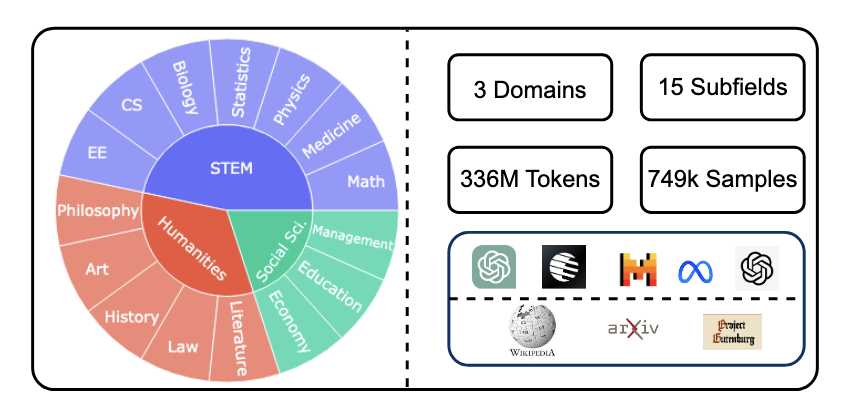 STEM
Humanities
Social Sci.
EE
CS
Biology
Statistics
Physics
Medicine
Math
Philosophy
Art
History
Law
Literature
Economy
Education
Management
3 Domains
15 Subfields
336M Tokens
749k Samples
WIKIPEDIA
arXiv
Project
Gutenburg